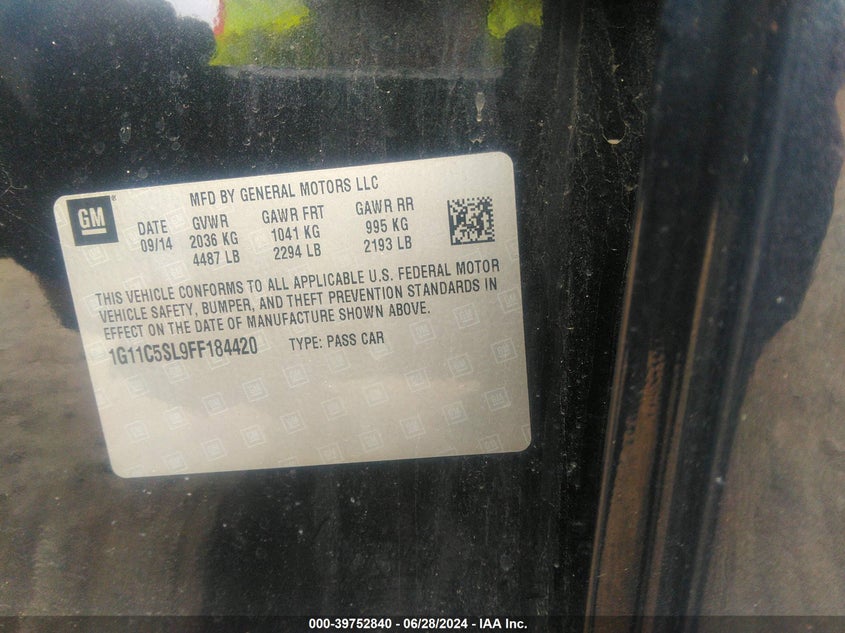 MFD BY GENERAL MOTORS LLC
GM
DATE GVWR GAWR FRT GAWR RR
09/14 2036 KG 1041 KG 995 KG
4487 LB 2294 LB 2193 LB
THIS VEHICLE CONFORMS TO ALL APPLICABLE U.S. FEDERAL MOTOR
VEHICLE SAFETY, BUMPER, AND THEFT PREVENTION STANDARDS IN
EFFECT ON THE DATE OF MANUFACTURE SHOWN ABOVE.
1G11C5SL9FF184420 TYPE: PASS CAR
000-39752840 - 06/28/2024 - IAA Inc.